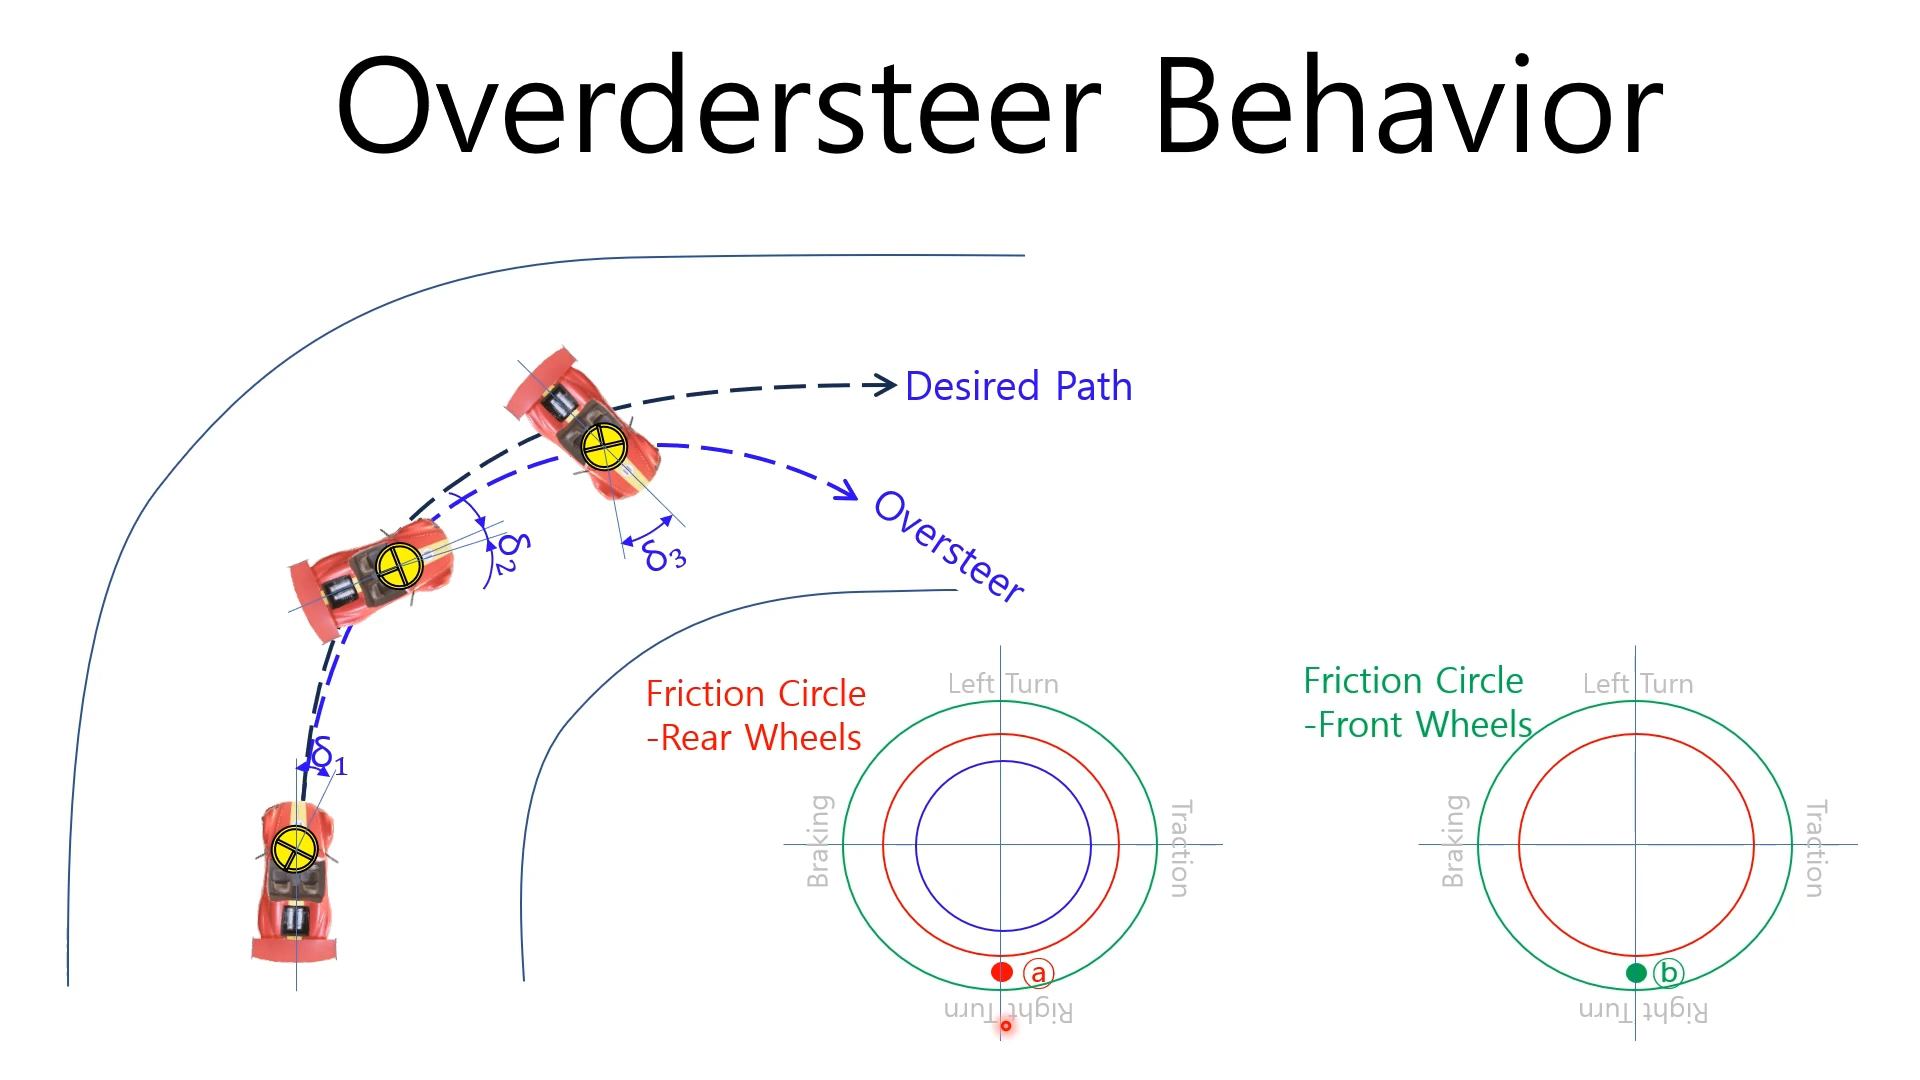 Overdersteer Behavior
Desired Path
Oversteer
δ2
δ3
δ1
Friction Circle
-Rear Wheels
Left Turn
Braking
Traction
ⓐ
Right Turn
Friction Circle
-Front Wheels
Left Turn
Braking
Traction
ⓑ
Right Turn